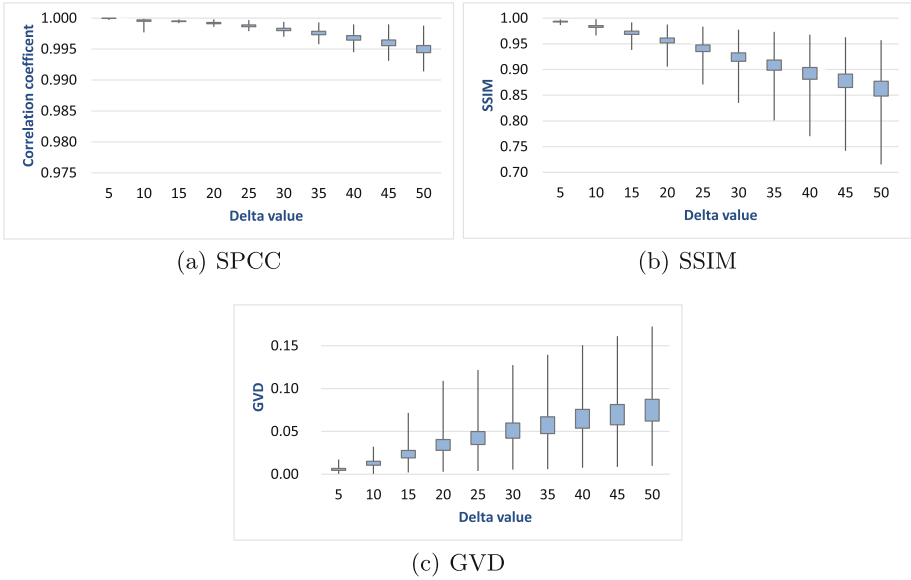 Correlation coefficent
1.000
0.995
0.990
0.985
0.980
0.975
5 10 15 20 25 30 35 40 45 50
Delta value
(a) SPCC
SSIM
1.00
0.95
0.90
0.85
0.80
0.75
0.70
5 10 15 20 25 30 35 40 45 50
Delta value
(b) SSIM
GVD
0.15
0.10
0.05
0.00
5 10 15 20 25 30 35 40 45 50
Delta value
(c) GVD